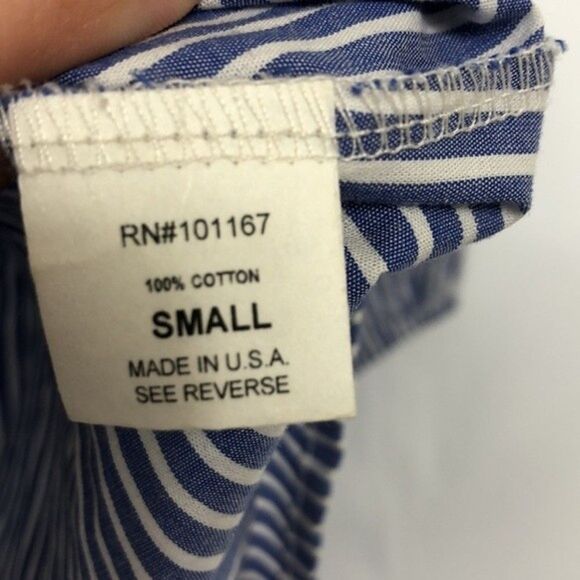 RN#101167
100% COTTON
SMALL
MADE IN U.S.A.
SEE REVERSE